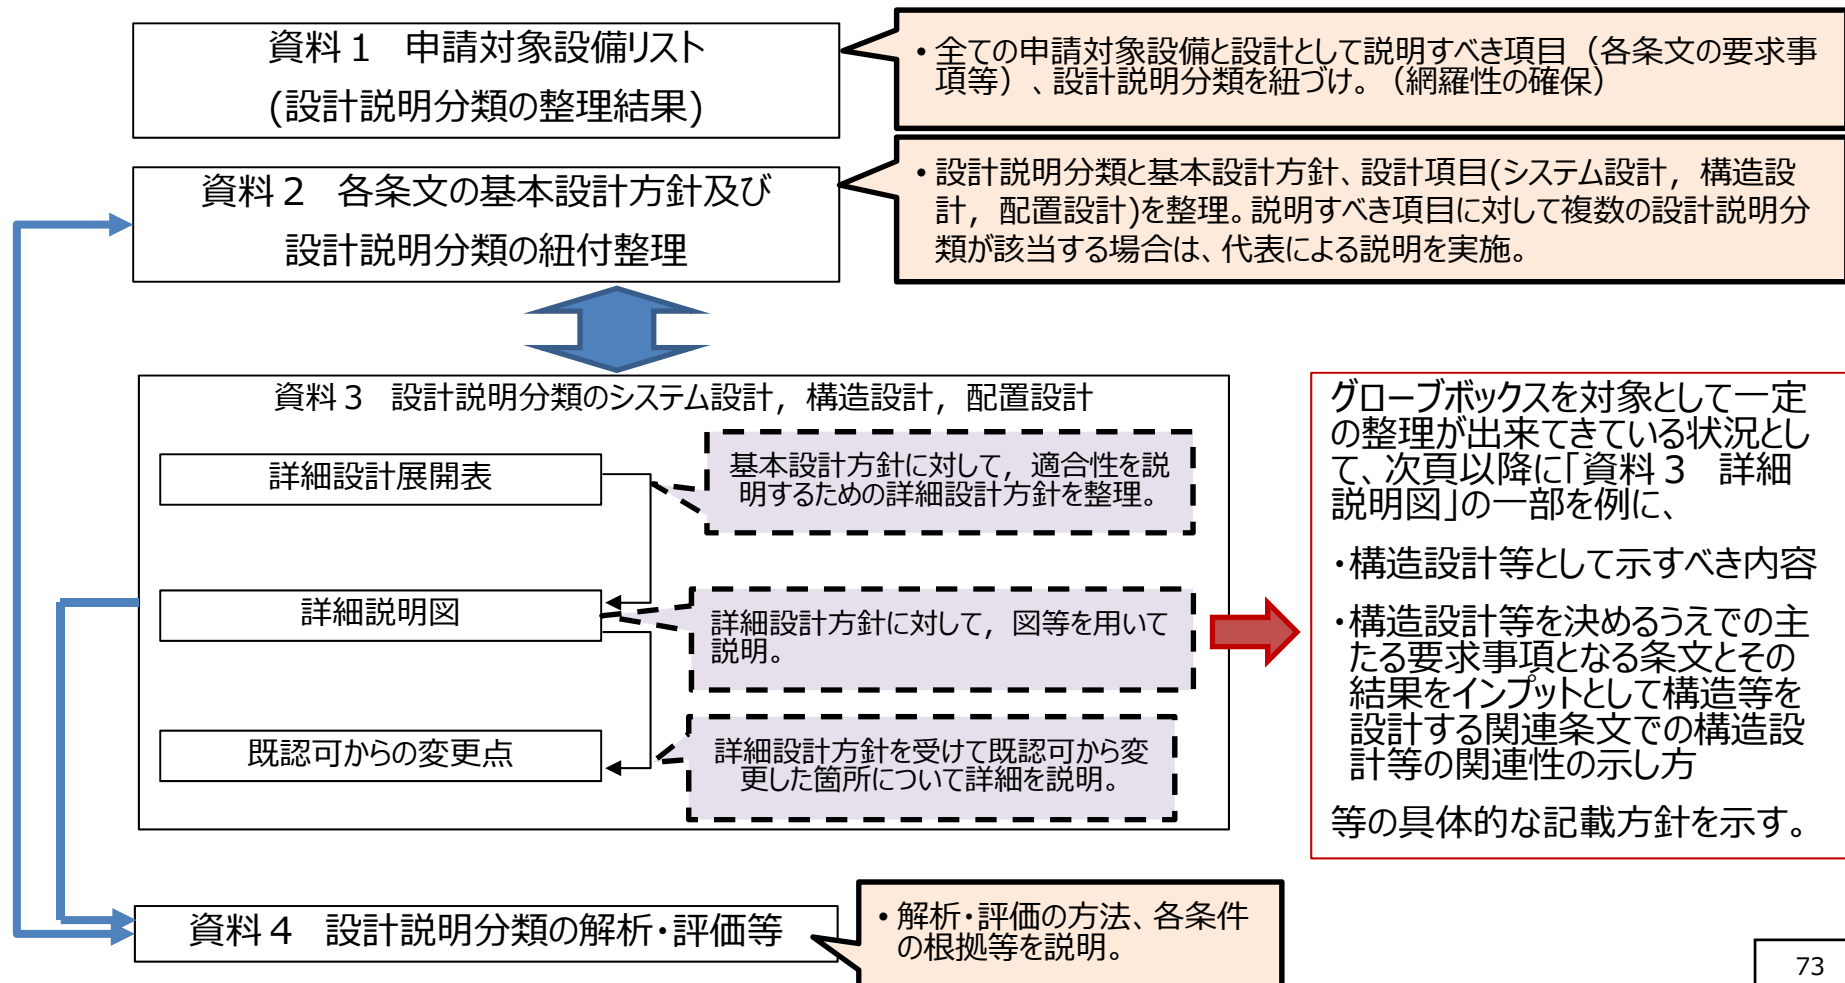 資料１　申請対象設備リスト
(設計説明分類の整理結果)
・全ての申請対象設備と設計として説明すべき項目（各条文の要求事
項等）、設計説明分類を紐づけ。（網羅性の確保）
資料２　各条文の基本設計方針及び
設計説明分類の紐付整理
・設計説明分類と基本設計方針、設計項目(システム設計，構造設
計，配置設計)を整理。説明すべき項目に対して複数の設計説明分
類が該当する場合は、代表による説明を実施。
資料３　設計説明分類のシステム設計，構造設計，配置設計
詳細設計展開表
基本設計方針に対して，適合性を説
明するための詳細設計方針を整理。
詳細説明図
詳細設計方針に対して，図等を用いて
説明。
既認可からの変更点
詳細設計方針を受けて既認可から変
更した箇所について詳細を説明。
グローブボックスを対象として一定
の整理が出来てきている状況とし
て、次頁以降に「資料３　詳細
説明図」の一部を例に、
・構造設計等として示すべき内容
・構造設計等を決めるうえでの主
たる要求事項となる条文とその
結果をインプットとして構造等を
設計する関連条文での構造設
計等の関連性の示し方
等の具体的な記載方針を示す。
資料４　設計説明分類の解析・評価等
・解析・評価の方法、各条件
の根拠等を説明。
73